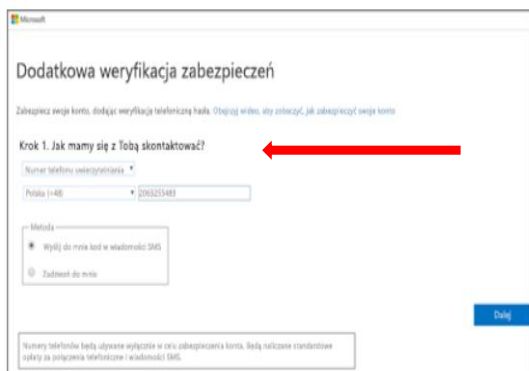 Microsoft
Dodatkowa weryfikacja zabezpieczeń
Zabezpiecz swoje konto, dodając weryfikację telefoniczną hasła. Obejrzyj wideo, aby zobaczyć, jak zabezpieczyć swoje konto
Krok 1. Jak mamy się z Tobą skontaktować?
Numer telefonu uwierzytelniania
Polska (+48) 2063255483
Metoda
Wyślij do mnie kod w wiadomości SMS
Zadzwoń do mnie
Dalej
Numery telefonów będą używane wyłącznie w celu zabezpieczenia konta. Będą naliczane standardowe
opłaty za połączenia telefoniczne i wiadomości SMS.